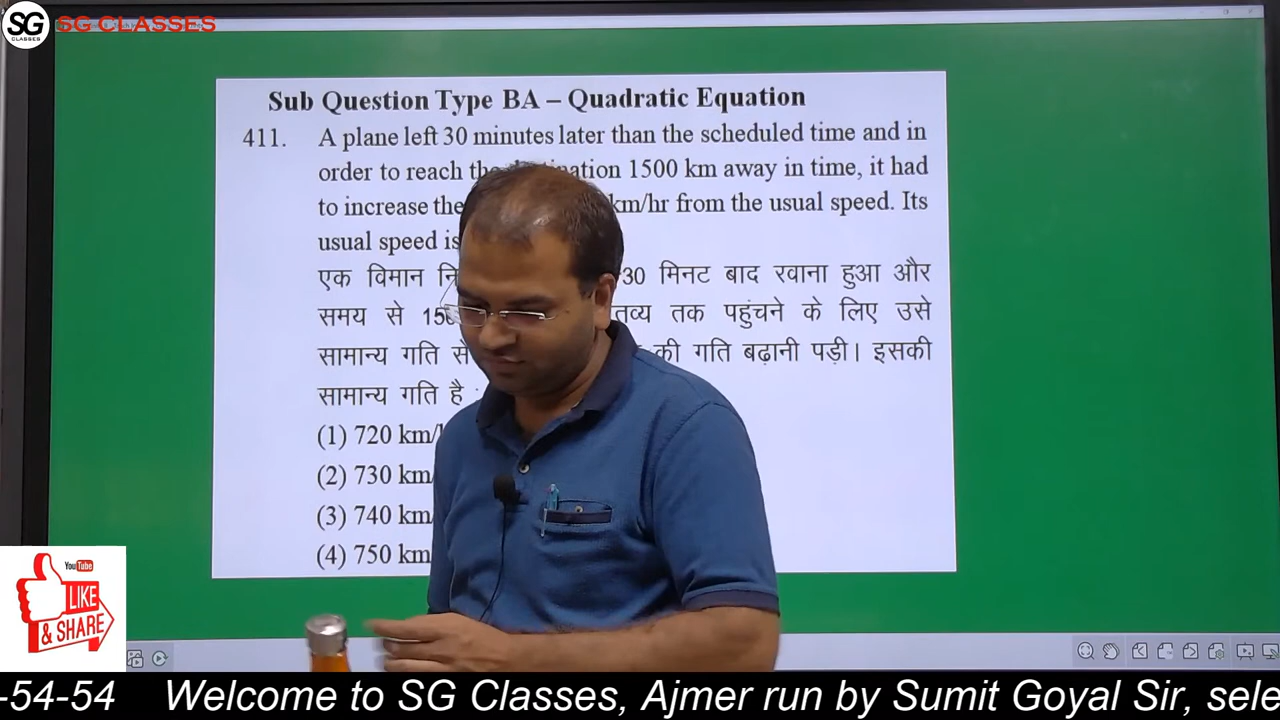 SG
CLASSES
SG CLASSES
Sub Question Type BA – Quadratic Equation
411. A plane left 30 minutes later than the scheduled time and in
order to reach the 1500 km away in time, it had
to increase the km/hr from the usual speed. Its
usual speed is
एक विमान 30 मिनट बाद रवाना हुआ और
समय से तक पहुंचने के लिए उसे
सामान्य गति से की गति बढ़ानी पड़ी। इसकी
सामान्य गति है
(1) 720
(2) 730 km
(3) 740 km
(4) 750 km
YouTube
LIKE
& SHARE
-54-54 Welcome to SG Classes, Ajmer run by Sumit Goyal Sir, sele